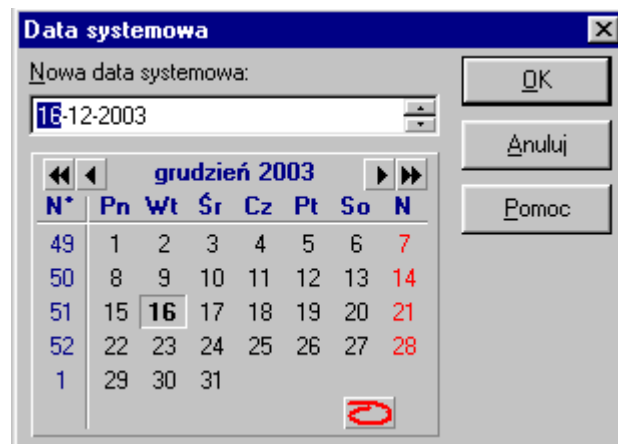 Data systemowa
Nowa data systemowa:
16-12-2003
OK
Anuluj
Pomoc
grudzień 2003
N* Pn Wt Śr Cz Pt So N
49 1 2 3 4 5 6 7
50 8 9 10 11 12 13 14
51 15 16 17 18 19 20 21
52 22 23 24 25 26 27 28
1 29 30 31